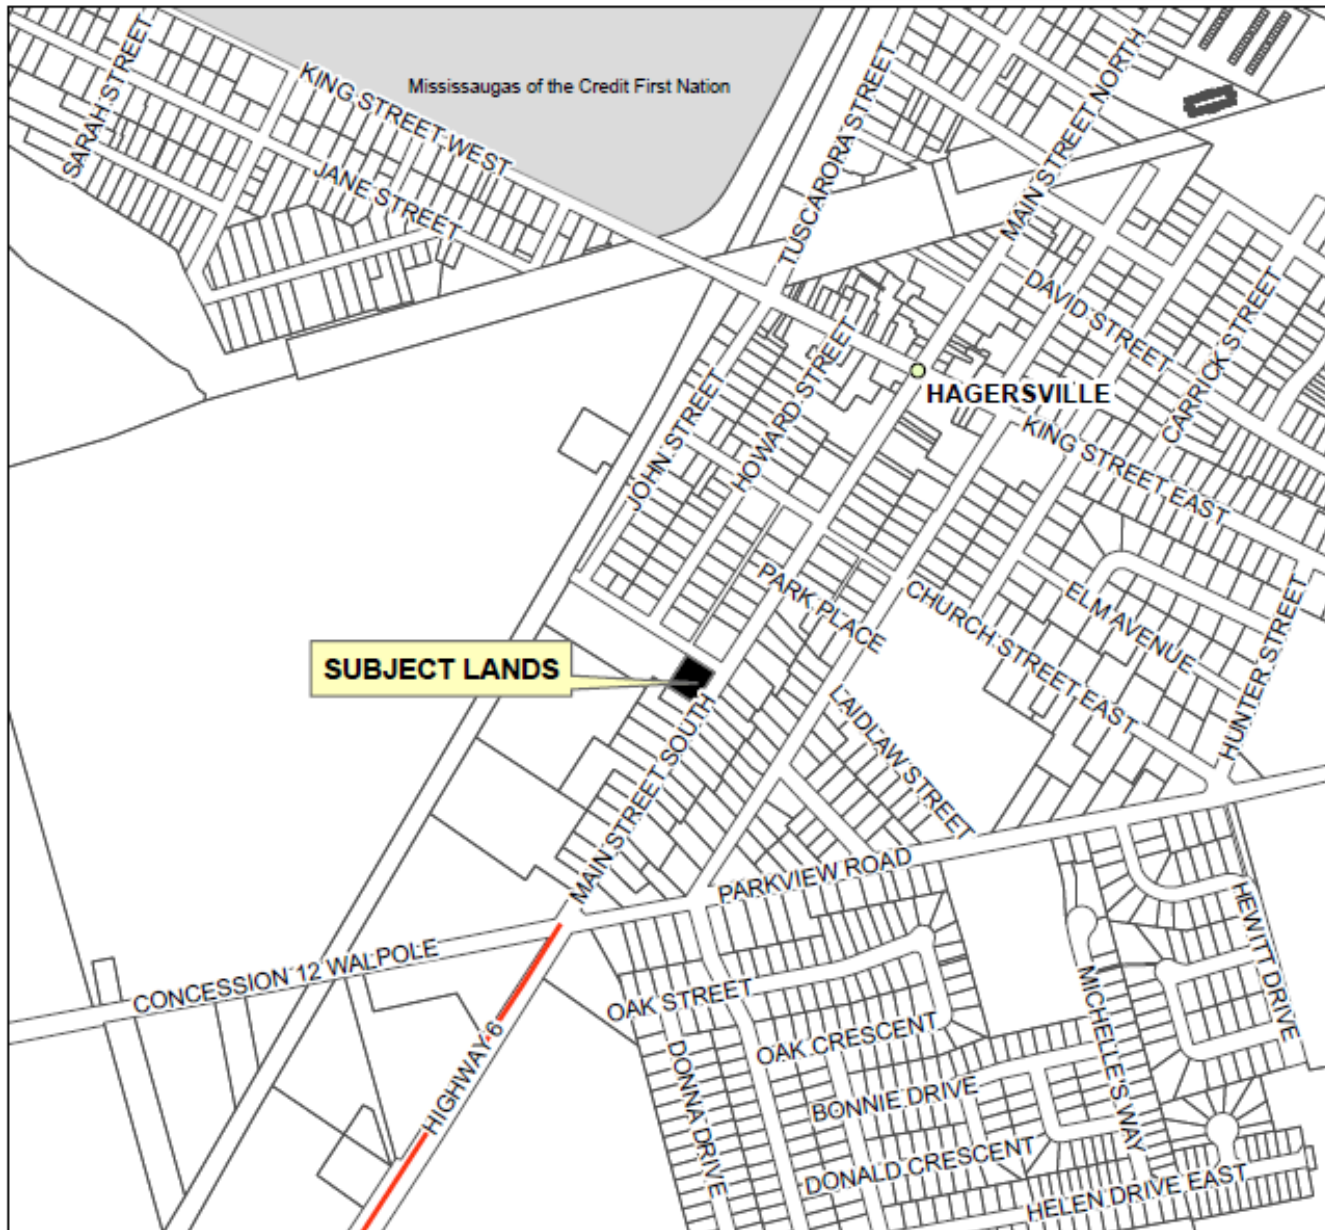 SARAH STREET
KING STREET WEST
Mississaugas of the Credit First Nation
JANE STREET
TUSCARORA STREET
MAIN STREET NORTH
DAVID STREET
CARRICK STREET
HAGERSVILLE
HOWARD STREET
JOHN STREET
KING STREET EAST
PARK PLACE
CHURCH STREET EAST
ELM AVENUE
HUNTER STREET
SUBJECT LANDS
LAIDLAW STREET
MAIN STREET SOUTH
PARKVIEW ROAD
CONCESSION 12 WALPOLE
HEWITT DRIVE
OAK STREET
MICHELLE'S WAY
OAK CRESCENT
HIGHWAY 6
DONNA DRIVE
BONNIE DRIVE
DONALD CRESCENT
HELEN DRIVE EAST